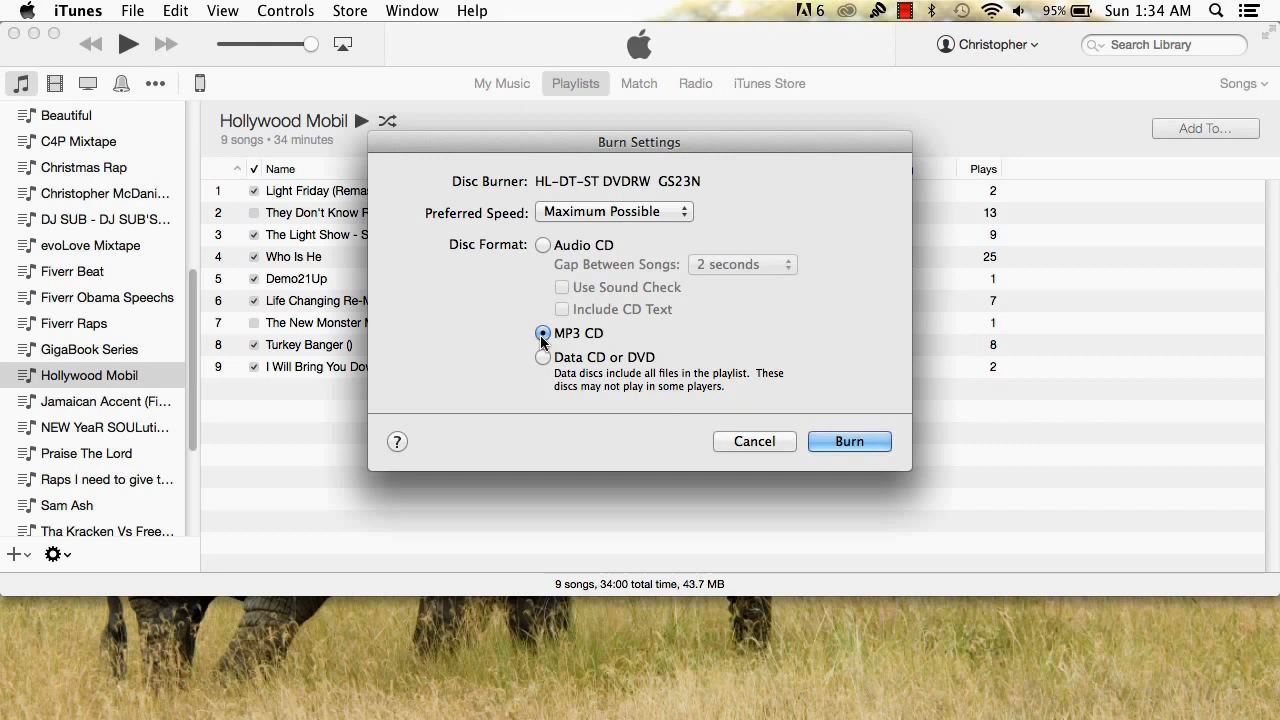 iTunes File Edit View Controls Store Window Help 6 95% Sun 1:34 AM
Christopher
Search Library
My Music Playlists Match Radio iTunes Store Songs
Beautiful
C4P Mixtape
Christmas Rap
Christopher McDani...
DJ SUB - DJ SUB'S...
evoLove Mixtape
Fiverr Beat
Fiverr Obama Speechs
Fiverr Raps
GigaBook Series
Hollywood Mobil
Jamaican Accent (Fi...
NEW YeaR SOULuti...
Praise The Lord
Raps I need to give t...
Sam Ash
Tha Kracken Vs Free...
Hollywood Mobil
9 songs • 34 minutes
Add To...
Name Plays
1 Light Friday (Remas 2
2 They Don't Know R 13
3 The Light Show - S 9
4 Who Is He 25
5 Demo21Up 1
6 Life Changing Re-M 7
7 The New Monster M 1
8 Turkey Banger () 8
9 I Will Bring You Dov 2
Burn Settings
Disc Burner: HL-DT-ST DVDRW GS23N
Preferred Speed: Maximum Possible
Disc Format: Audio CD
Gap Between Songs: 2 seconds
Use Sound Check
Include CD Text
MP3 CD
Data CD or DVD
Data discs include all files in the playlist. These
discs may not play in some players.
? Cancel Burn
9 songs, 34:00 total time, 43.7 MB